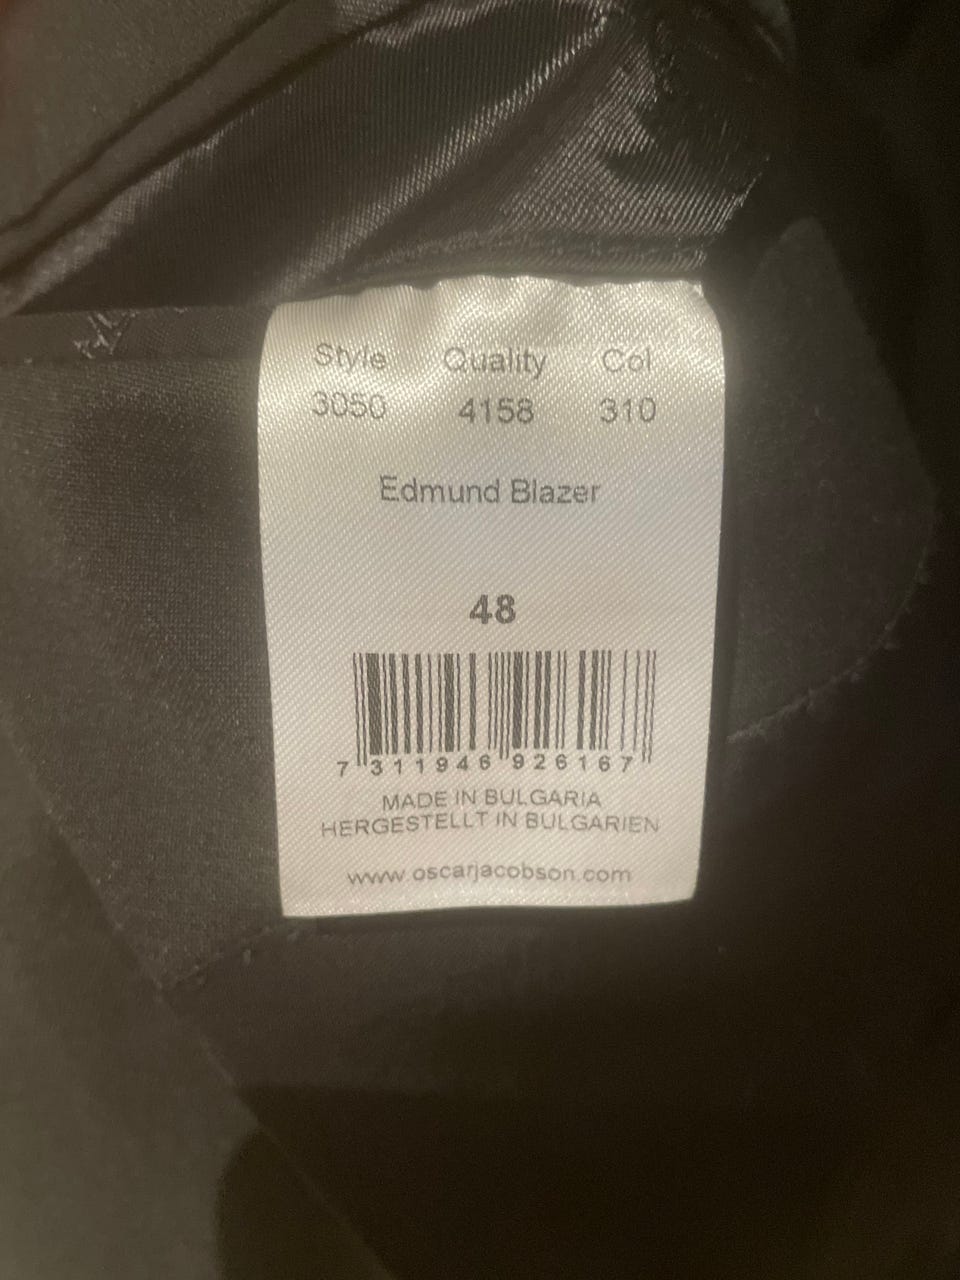 Style Quality Col
3050 4158 310
Edmund Blazer
48
7 311946 926167
MADE IN BULGARIA
HERGESTELLT IN BULGARIEN
www.oscarjacobson.com